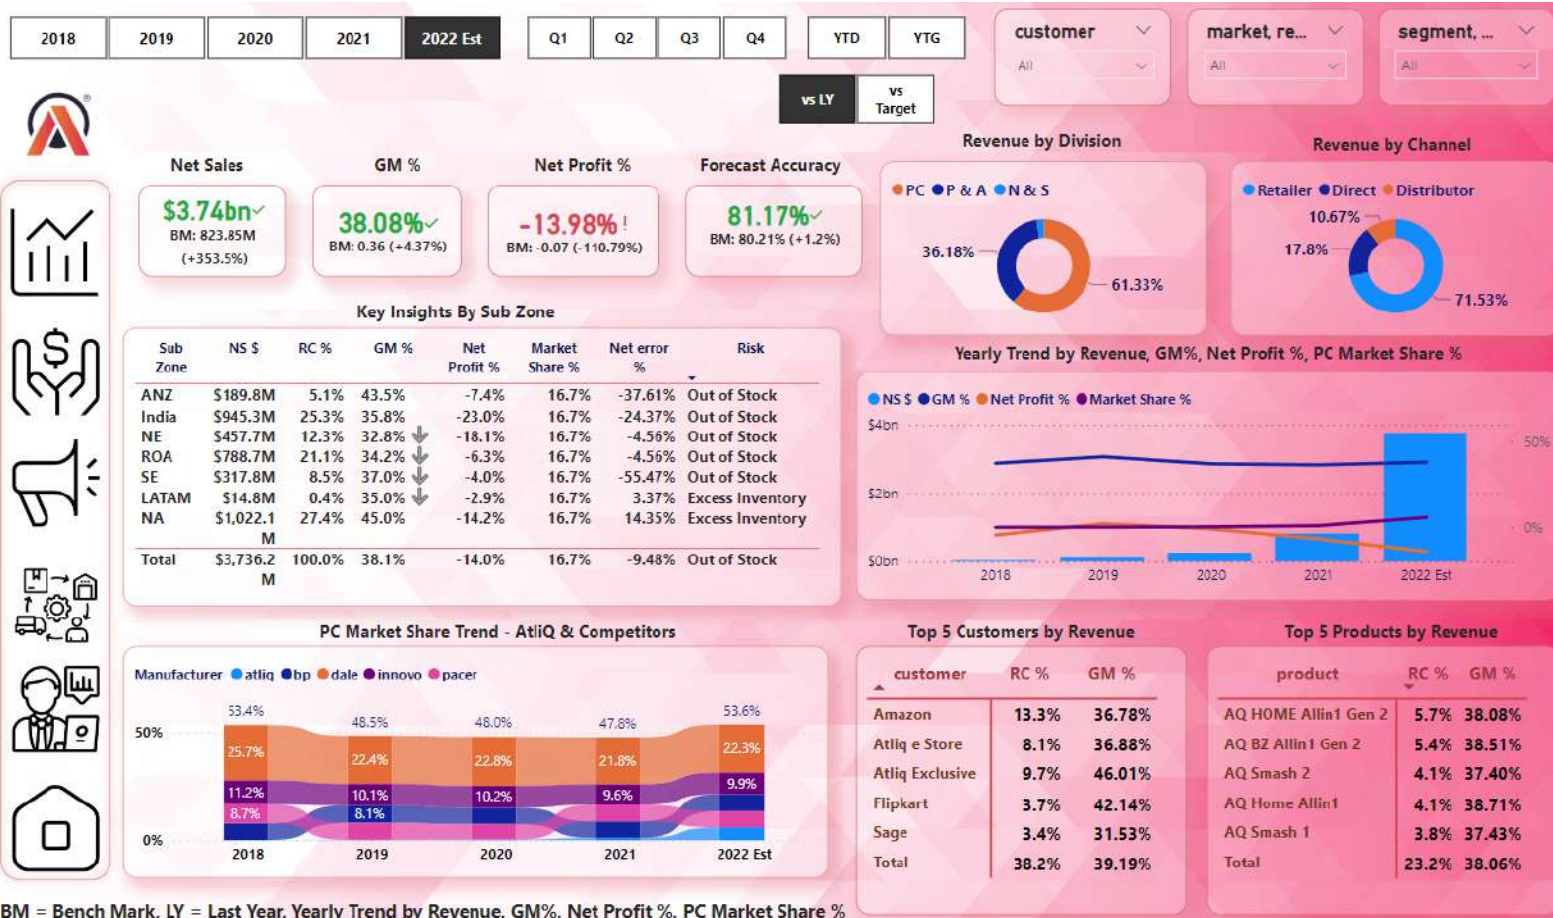 2018 2019 2020 2021 2022 Est Q1 Q2 Q3 Q4 YTD YTG
customer
All
market, re...
All
segment, ...
All
vs LY
vs
Target
®
Net Sales
$3.74bn
BM: 823.85M
(+353.5%)
GM %
38.08%
BM: 0.36 (+4.37%)
Net Profit %
-13.98% !
BM: -0.07 (-110.79%)
Forecast Accuracy
81.17%
BM: 80.21% (+1.2%)
Revenue by Division
PC P & A N & S
36.18%
61.33%
Revenue by Channel
Retailer Direct Distributor
10.67%
17.8%
71.53%
Key Insights By Sub Zone
Sub
Zone
NS $
RC %
GM %
Net
Profit %
Market
Share %
Net error
%
Risk
ANZ $189.8M 5.1% 43.5% -7.4% 16.7% -37.61% Out of Stock
India $945.3M 25.3% 35.8% -23.0% 16.7% -24.37% Out of Stock
NE $457.7M 12.3% 32.8% -18.1% 16.7% -4.56% Out of Stock
ROA $788.7M 21.1% 34.2% -6.3% 16.7% -4.56% Out of Stock
SE $317.8M 8.5% 37.0% -4.0% 16.7% -55.47% Out of Stock
LATAM $14.8M 0.4% 35.0% -2.9% 16.7% 3.37% Excess Inventory
NA $1,022.1 27.4% 45.0% -14.2% 16.7% 14.35% Excess Inventory
M
Total $3,736.2 100.0% 38.1% -14.0% 16.7% -9.48% Out of Stock
M
Yearly Trend by Revenue, GM%, Net Profit %, PC Market Share %
NS $ GM % Net Profit % Market Share %
$4bn
50%
$2bn
0%
$0bn
2018 2019 2020 2021 2022 Est
PC Market Share Trend - AtliQ & Competitors
Manufacturer atliq bp dale innovo pacer
53.4% 48.5% 48.0% 47.8% 53.6%
50%
25.7% 22.4% 22.8% 21.8% 22.3%
11.2% 10.1% 10.2% 9.6% 9.9%
8.7% 8.1%
0%
2018 2019 2020 2021 2022 Est
Top 5 Customers by Revenue
customer RC % GM %
Amazon 13.3% 36.78%
Atliq e Store 8.1% 36.88%
Atliq Exclusive 9.7% 46.01%
Flipkart 3.7% 42.14%
Sage 3.4% 31.53%
Total 38.2% 39.19%
Top 5 Products by Revenue
product RC % GM %
AQ HOME Allin1 Gen 2 5.7% 38.08%
AQ BZ Allin1 Gen 2 5.4% 38.51%
AQ Smash 2 4.1% 37.40%
AQ Home Allin1 4.1% 38.71%
AQ Smash 1 3.8% 37.43%
Total 23.2% 38.06%
BM = Bench Mark, LY = Last Year, Yearly Trend by Revenue, GM%, Net Profit %, PC Market Share %